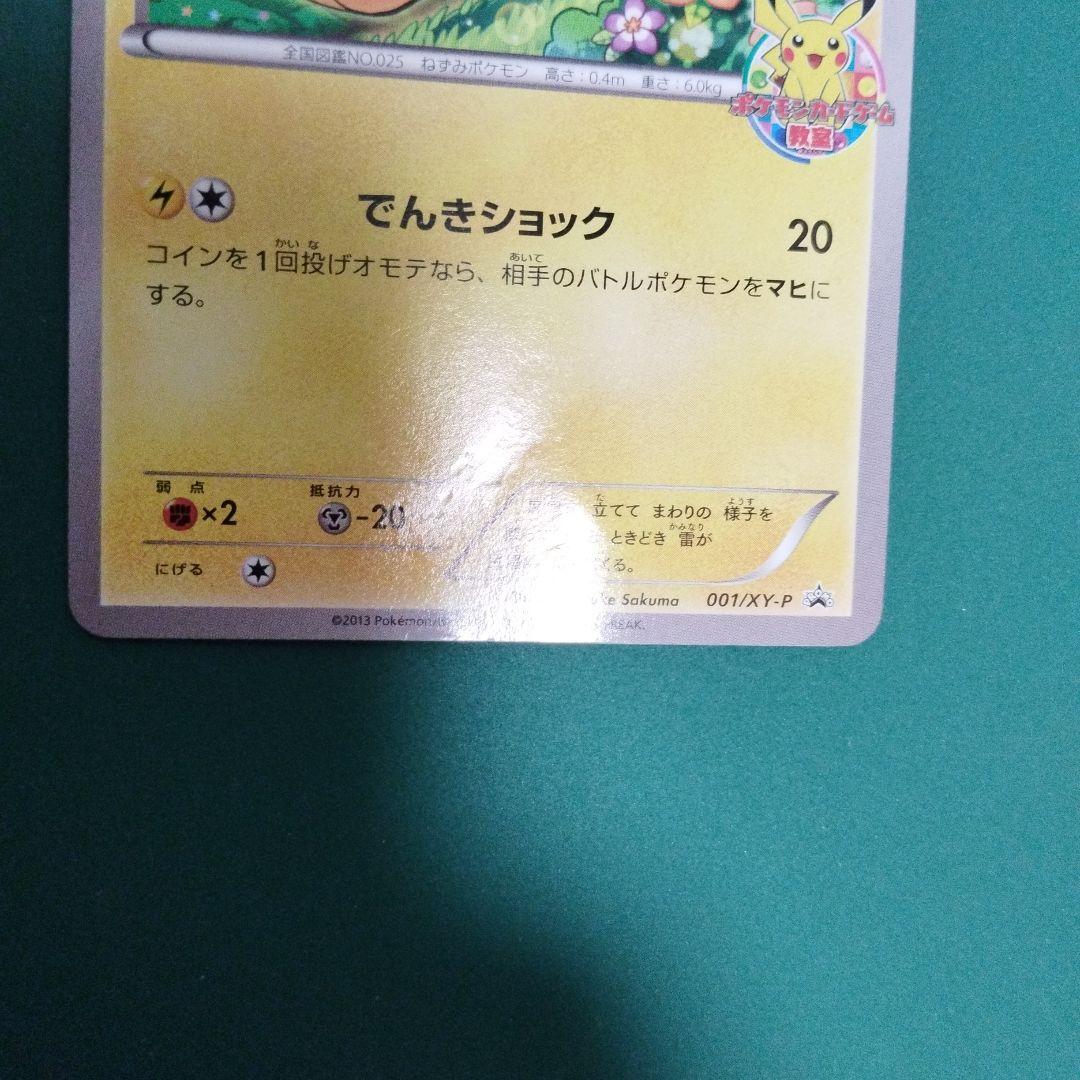 全国図鑑NO.025 ねずみポケモン 高さ：0.4m 重さ：6.0kg
ポケモンカードゲーム
教室
でんきショック 20
コインを1回投げオモテなら、相手のバトルポケモンをマヒに
する。
弱点
×2
抵抗力
-20
立てて まわりの 様子を
ときどき 雷が
る。
にげる
Sakuma 001/XY-P
©2013 Pokémon